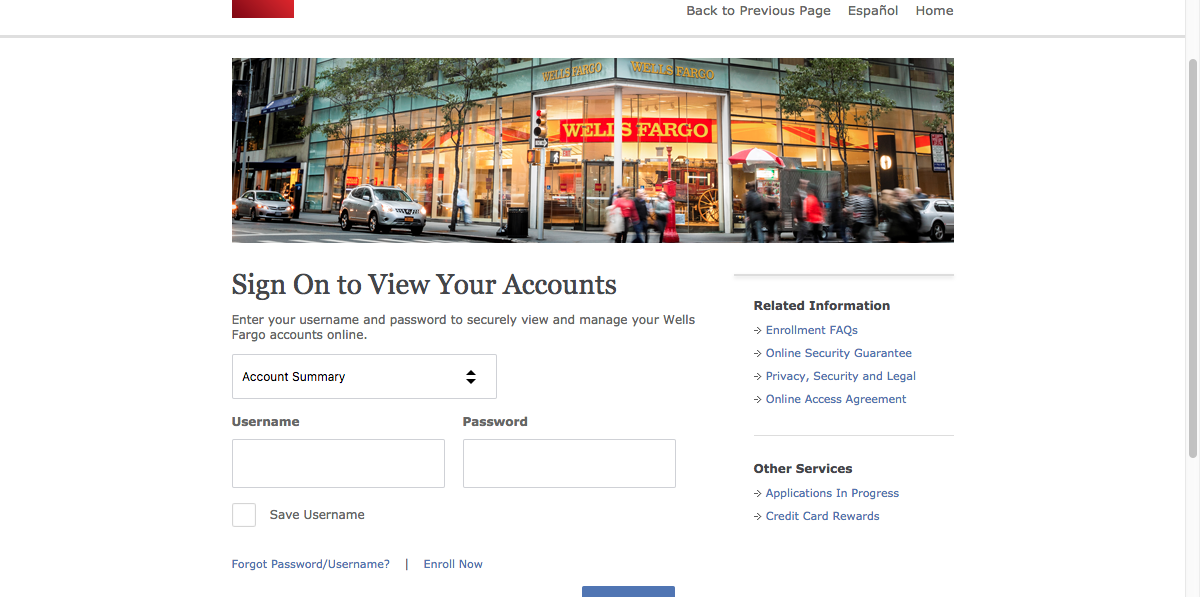 Back to Previous Page Español Home
WELLS FARGO WELLS FARGO
WELLS FARGO
Sign On to View Your Accounts
Enter your username and password to securely view and manage your Wells
Fargo accounts online.
Account Summary
Username Password
Save Username
Forgot Password/Username? | Enroll Now
Related Information
Enrollment FAQs
Online Security Guarantee
Privacy, Security and Legal
Online Access Agreement
Other Services
Applications In Progress
Credit Card Rewards